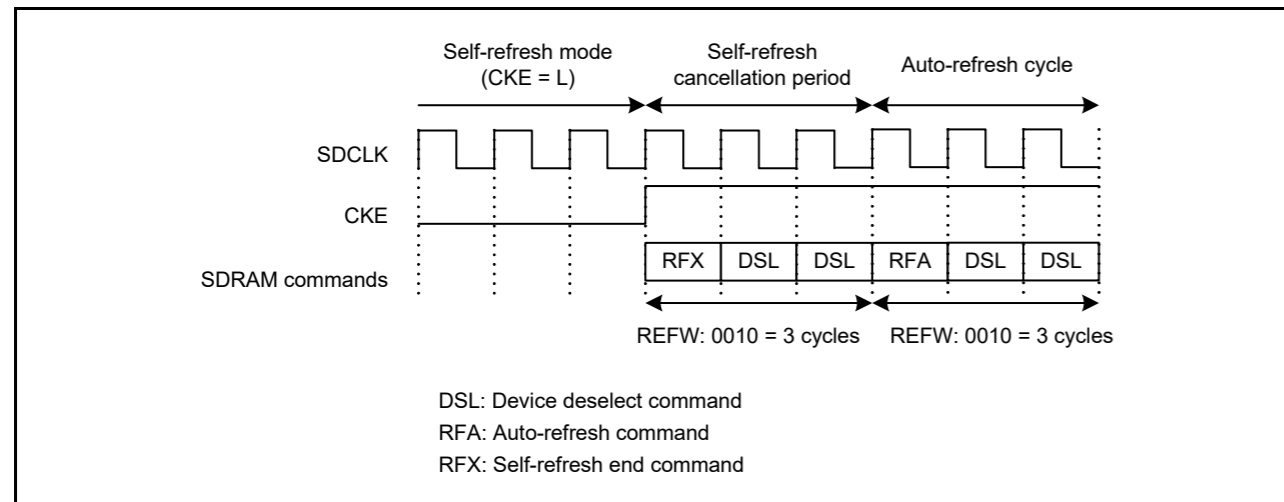 Self-refresh mode
(CKE = L)
Self-refresh
cancellation period
Auto-refresh cycle
SDCLK
CKE
SDRAM commands
RFX DSL DSL RFA DSL DSL
REFW: 0010 = 3 cycles REFW: 0010 = 3 cycles
DSL: Device deselect command
RFA: Auto-refresh command
RFX: Self-refresh end command